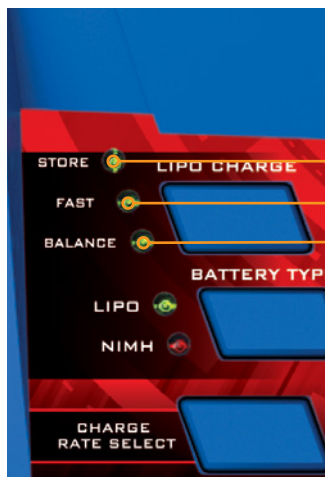 STORE
LIPO CHARGE
FAST
BALANCE
BATTERY TYP
LIPO
NIMH
CHARGE
RATE SELECT